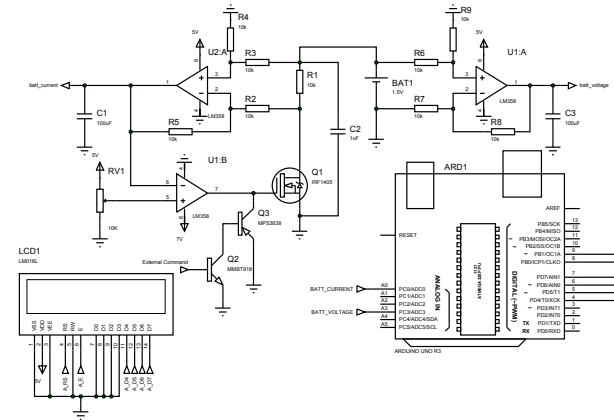 R4
10k
5V
U2:A
R3
10k
3
2
1
8
4
LM358
batt_current
R2
10k
R5
10k
C1
100uF
R1
10k
C2
1uF
R9
10k
5V
U1:A
R6
10k
3
2
1
8
4
LM358
batt_voltage
BAT1
1.5V
R7
10k
R8
10k
C3
100uF
5V
RV1
10K
U1:B
6
5
7
4
8
LM358
7V
Q1
IRF1405
Q3
MPS3638
Q2
MMBT918
External Command
LCD1
LM016L
VSS
VDD
VEE
RS
RW
E
D0
D1
D2
D3
D4
D5
D6
D7
1
2
3
4
5
6
7
8
9
10
11
12
13
14
5V
A_RS
A_E
A_D4
A_D5
A_D6
A_D7
ARD1
RESET
AREF
PB5/SCK 13
PB4/MISO 12
~ PB3/MOSI/OC2A 11
~ PB2/SS/OC1B 10
~ PB1/OC1A 9
PB0/ICP1/CLKO 8
PD7/AIN1 7
~ PD6/AIN0 6
~ PD5/T1 5
PD4/T0/XCK 4
~ PD3/INT1 3
PD2/INT0 2
TX PD1/TXD 1
RX PD0/RXD 0
DIGITAL (~PWM)
ANALOG IN
ATMEGA328P-PU
BATT_CURRENT
BATT_VOLTAGE
A0 PC0/ADC0
A1 PC1/ADC1
A2 PC2/ADC2
A3 PC3/ADC3
A4 PC4/ADC4/SDA
A5 PC5/ADC5/SCL
ARDUINO UNO R3